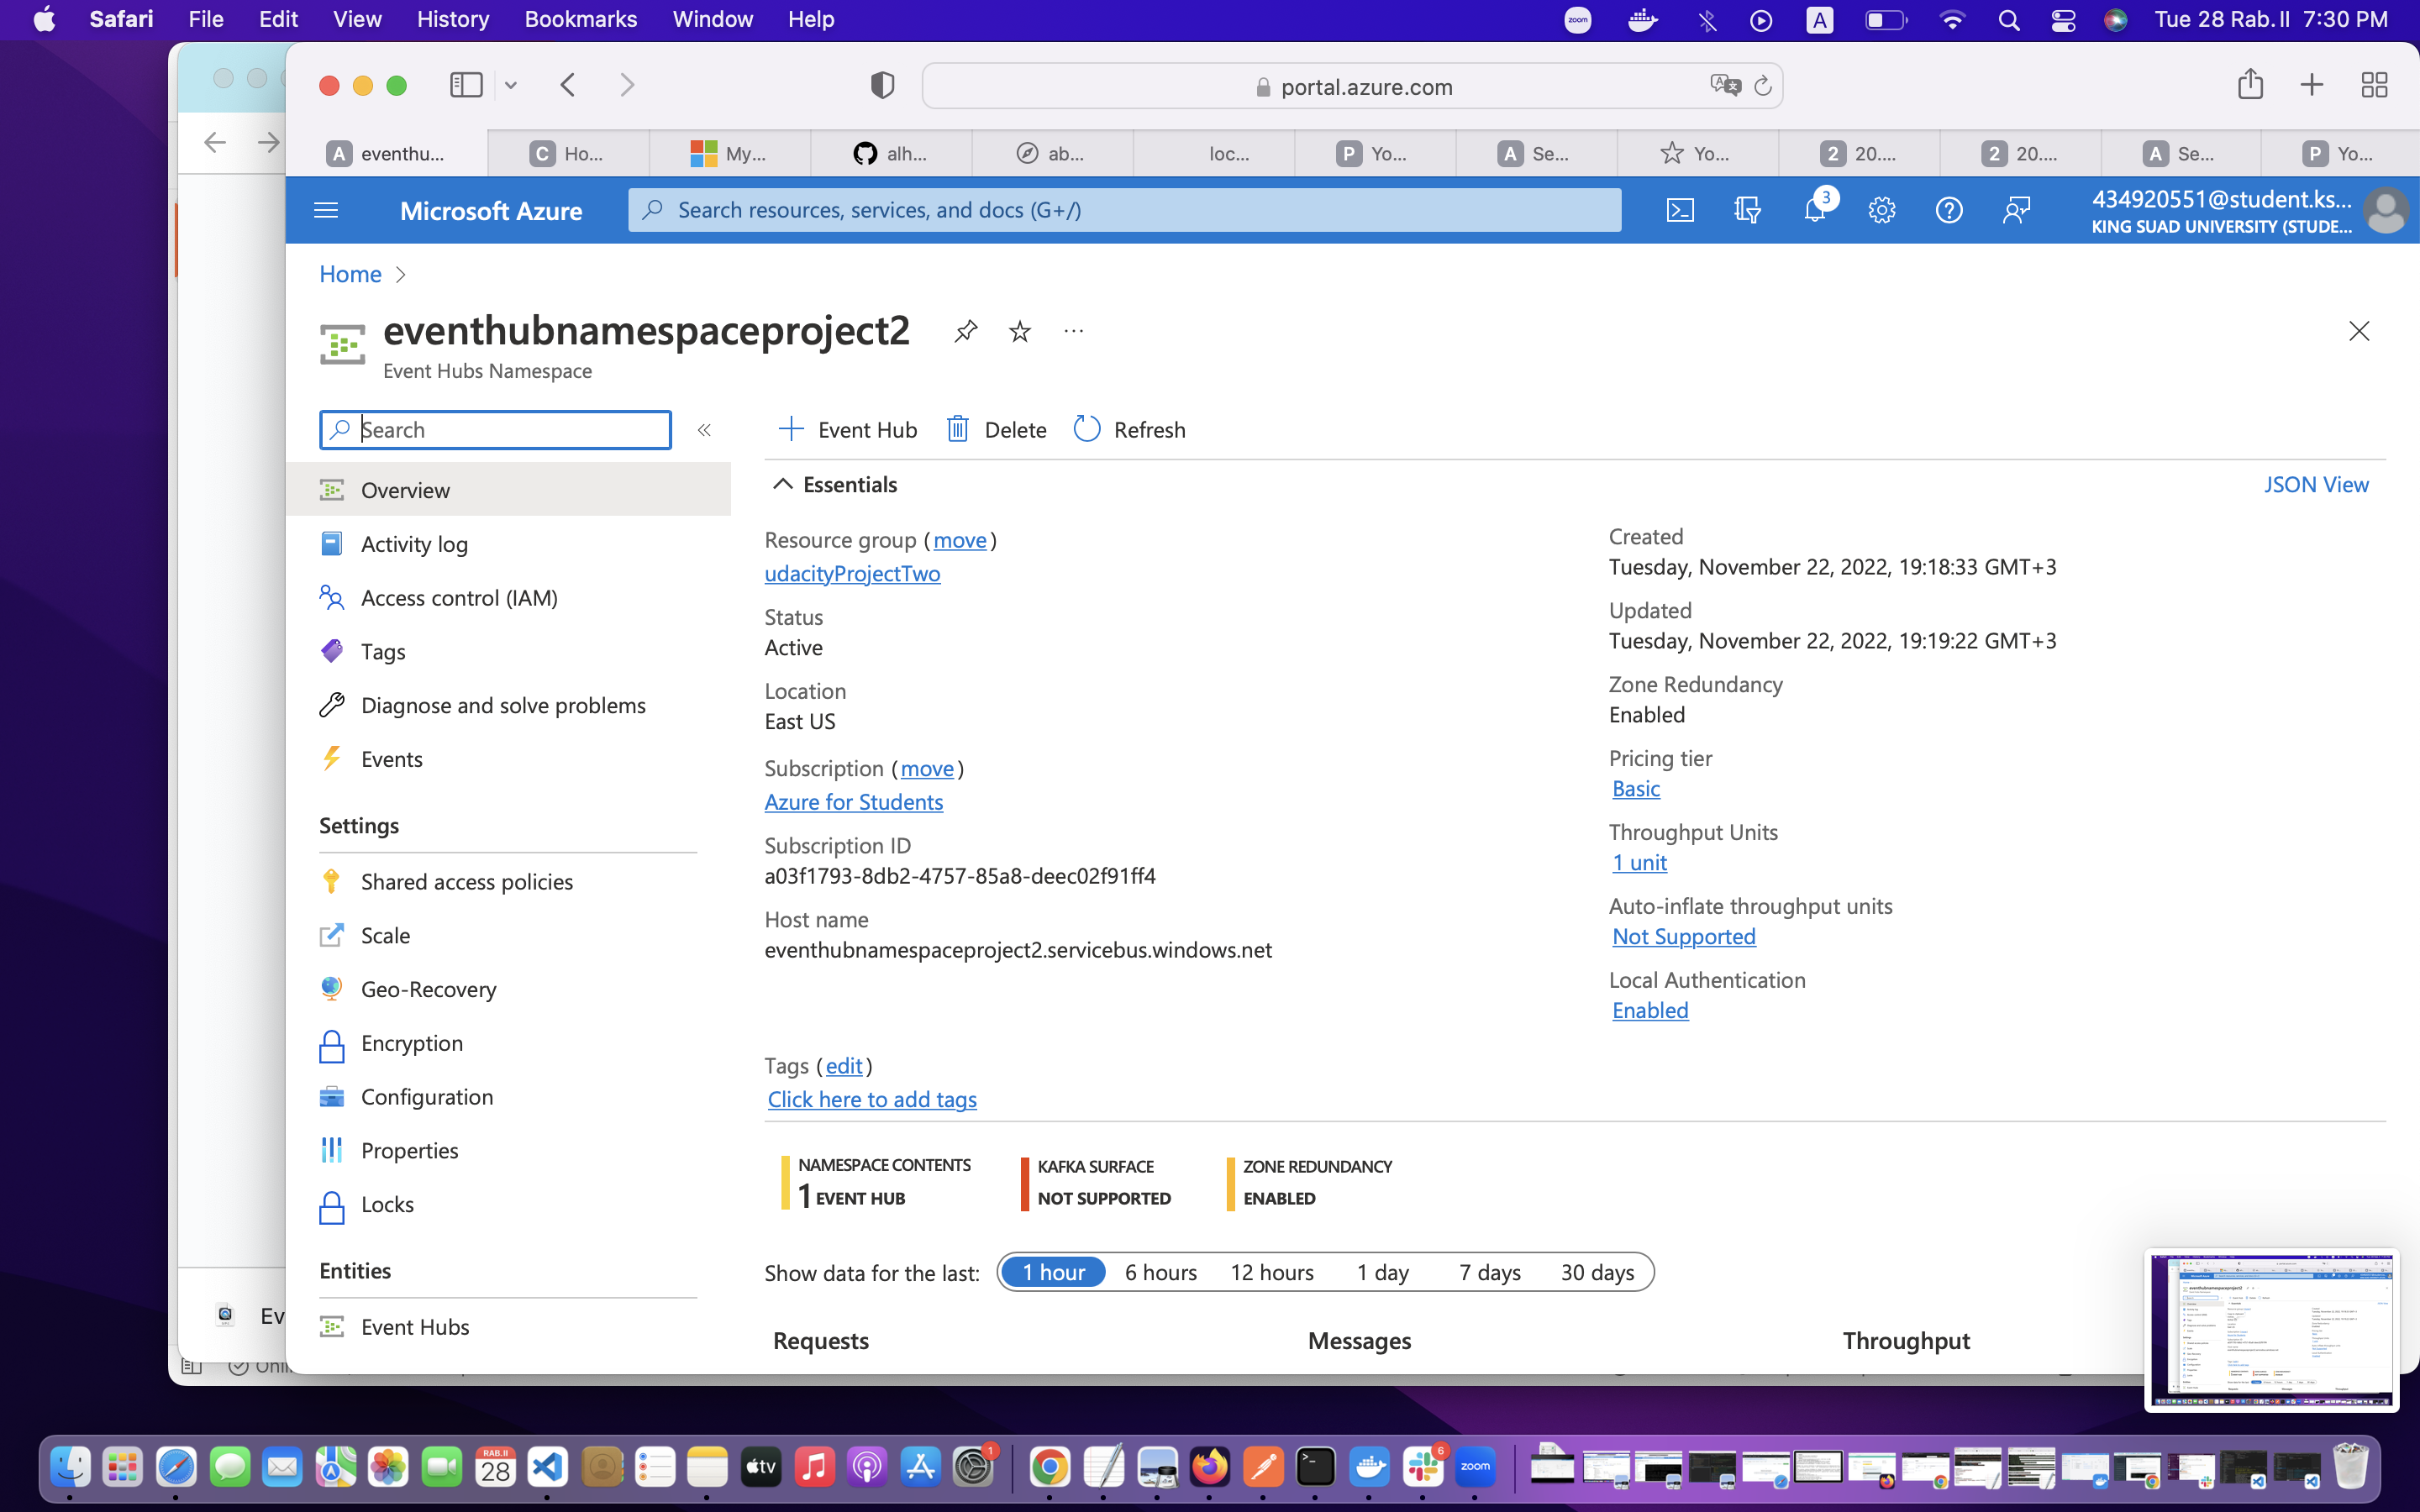 Safari File Edit View History Bookmarks Window Help
zoom A Tue 28 Rab. II 7:30 PM
portal.azure.com
A eventhu... C Ho... My... alh... ab... loc... P Yo... A Se... Yo... 2 20.... 2 20.... A Se... P Yo...
Microsoft Azure
Search resources, services, and docs (G+/)
3
434920551@student.ks...
KING SUAD UNIVERSITY (STUDE...
Home >
eventhubnamespaceproject2
Event Hubs Namespace
Search
«
Event Hub Delete Refresh
Overview
Activity log
Access control (IAM)
Tags
Diagnose and solve problems
Events
Settings
Shared access policies
Scale
Geo-Recovery
Encryption
Configuration
Properties
Locks
Entities
Event Hubs
Essentials
JSON View
Resource group (move)
udacityProjectTwo
Status
Active
Location
East US
Subscription (move)
Azure for Students
Subscription ID
a03f1793-8db2-4757-85a8-deec02f91ff4
Host name
eventhubnamespaceproject2.servicebus.windows.net
Created
Tuesday, November 22, 2022, 19:18:33 GMT+3
Updated
Tuesday, November 22, 2022, 19:19:22 GMT+3
Zone Redundancy
Enabled
Pricing tier
Basic
Throughput Units
1 unit
Auto-inflate throughput units
Not Supported
Local Authentication
Enabled
Tags (edit)
Click here to add tags
NAMESPACE CONTENTS
1 EVENT HUB
KAFKA SURFACE
NOT SUPPORTED
ZONE REDUNDANCY
ENABLED
Show data for the last: 1 hour 6 hours 12 hours 1 day 7 days 30 days
Requests Messages Throughput
Ev
RAB.II
28
tv
1
6
zoom